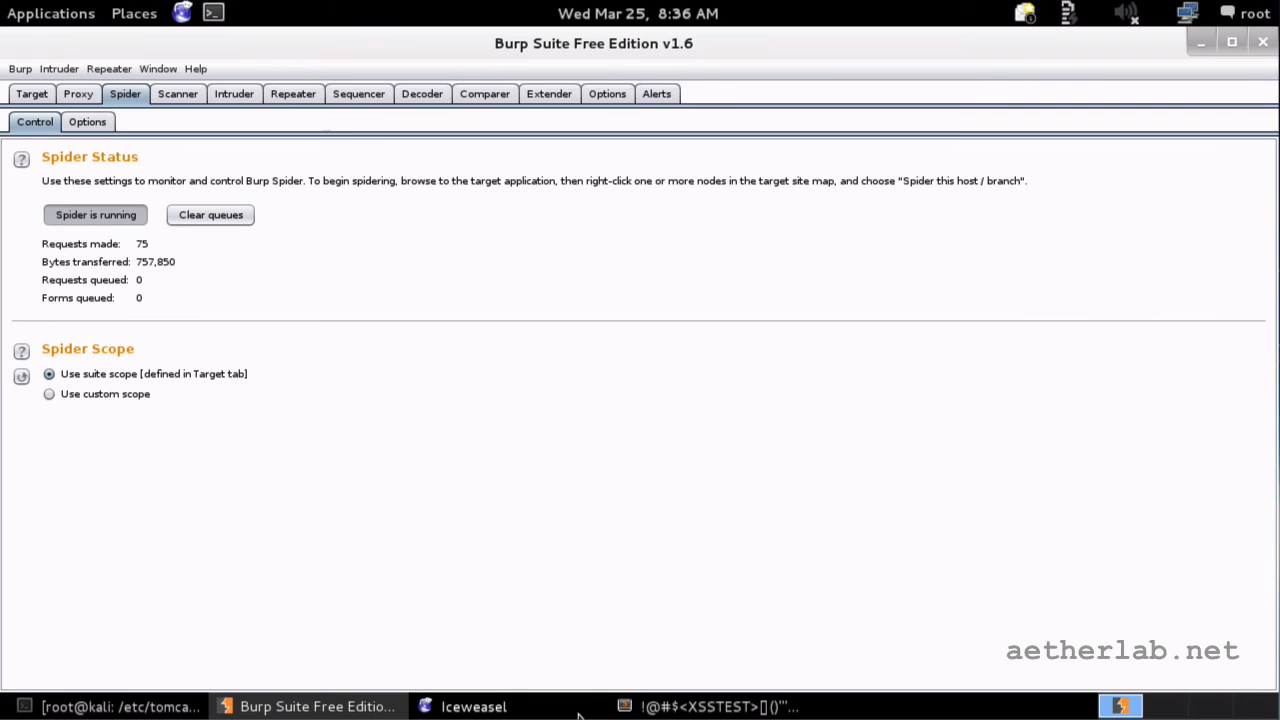 Applications Places Wed Mar 25, 8:36 AM root
Burp Suite Free Edition v1.6
Burp Intruder Repeater Window Help
Target Proxy Spider Scanner Intruder Repeater Sequencer Decoder Comparer Extender Options Alerts
Control Options
? Spider Status
Use these settings to monitor and control Burp Spider. To begin spidering, browse to the target application, then right-click one or more nodes in the target site map, and choose "Spider this host / branch".
Spider is running Clear queues
Requests made: 75
Bytes transferred: 757,850
Requests queued: 0
Forms queued: 0
? Spider Scope
Use suite scope [defined in Target tab]
Use custom scope
aetherlab.net
[root@kali: /etc/tomca... Burp Suite Free Editio... Iceweasel !@#$<XSSTEST>[]()'"...